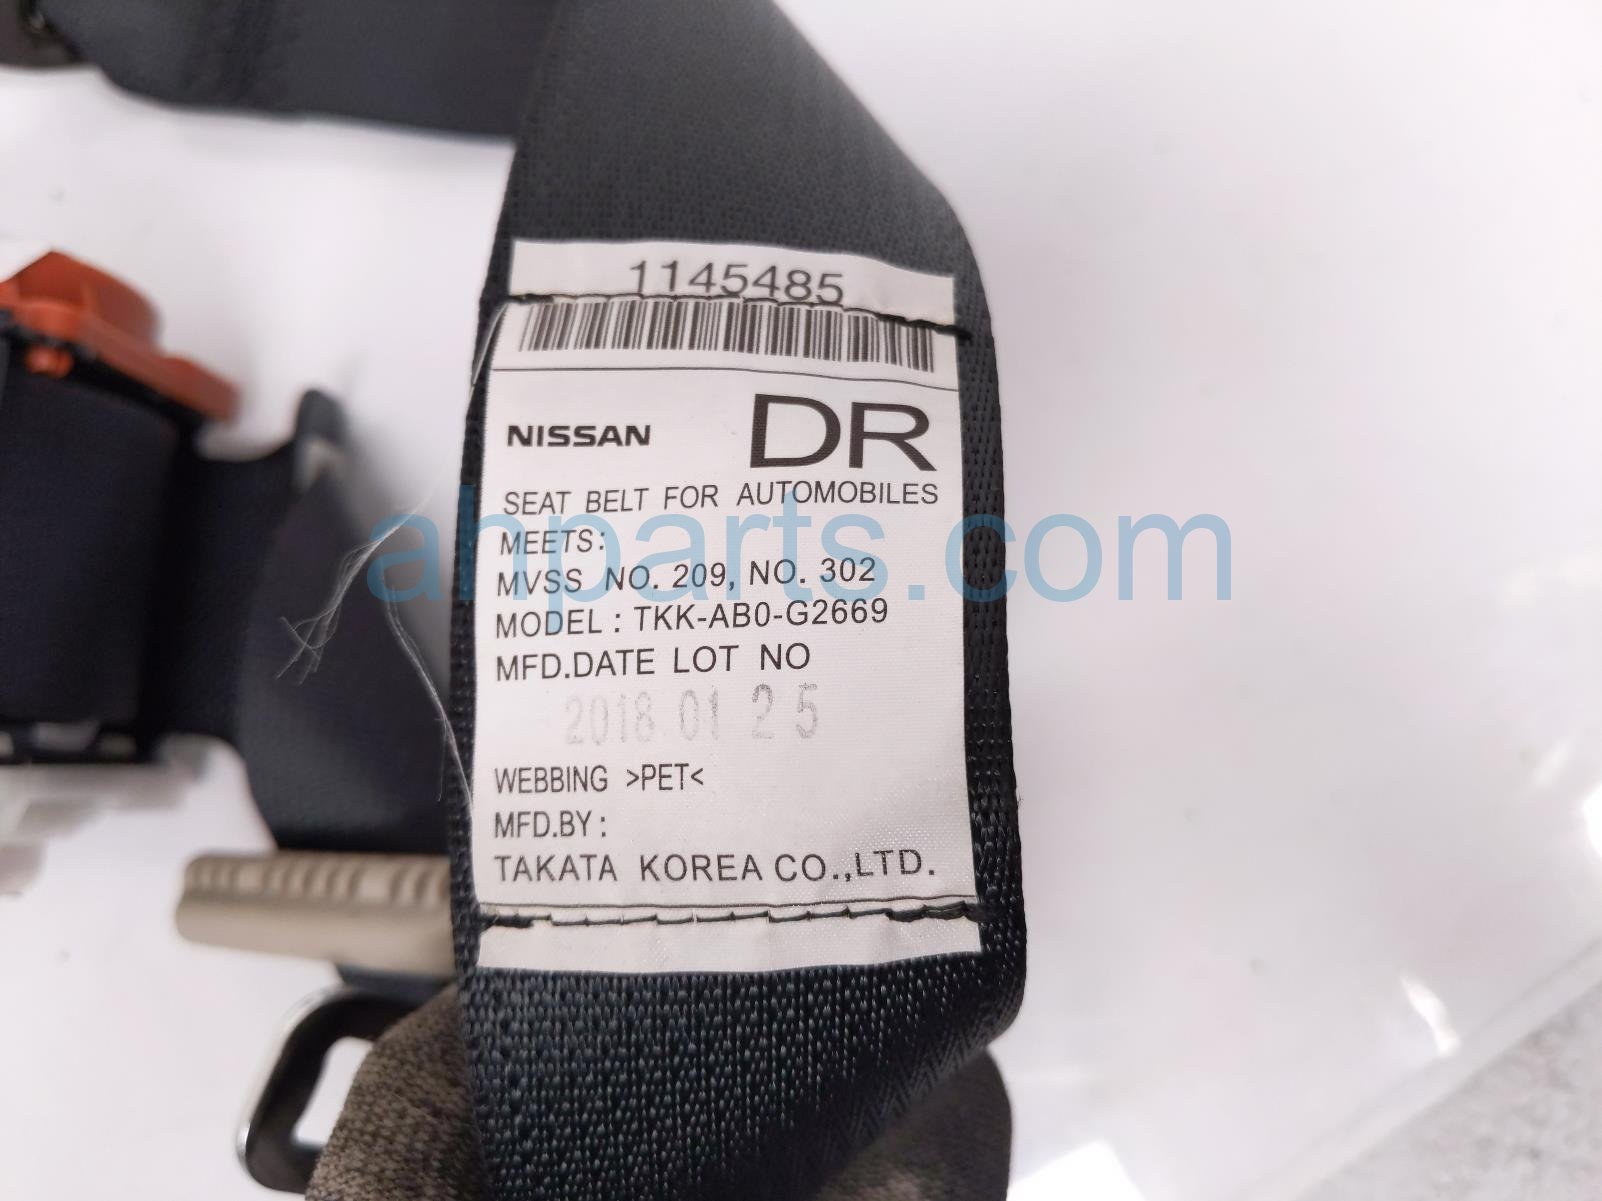 1145485
NISSAN DR
SEAT BELT FOR AUTOMOBILES
MEETS:
MVSS NO. 209, NO. 302
MODEL : TKK-AB0-G2669
MFD.DATE LOT NO
2018 01 25
WEBBING >PET<
MFD.BY :
TAKATA KOREA CO.,LTD.
ahparts.com